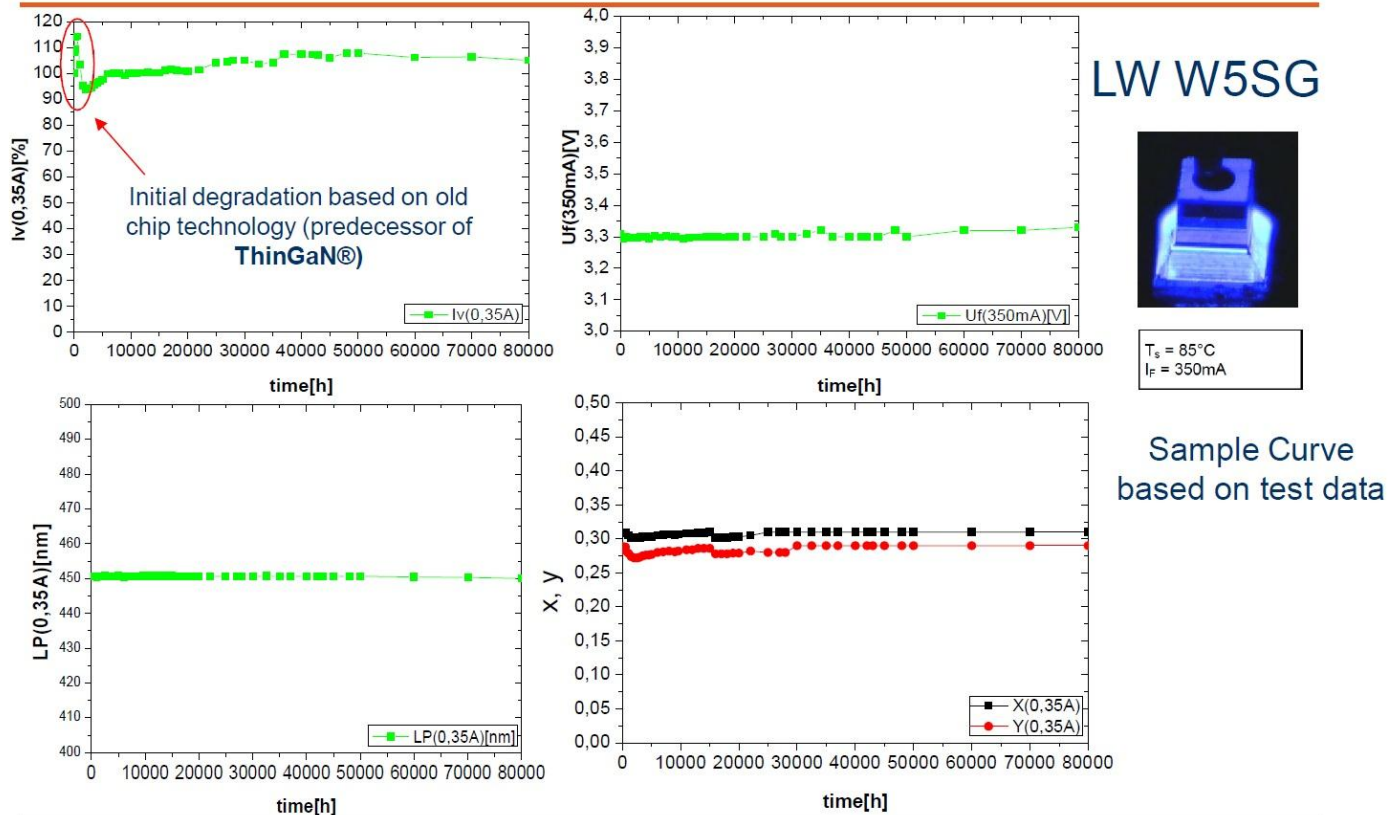 120
110
100
90
80
70
60
50
40
30
20
10
0
Iv(0,35A)[%]
Initial degradation based on old
chip technology (predecessor of
ThinGaN®)
Iv(0,35A)
0 10000 20000 30000 40000 50000 60000 70000 80000
time[h]
4,0
3,9
3,8
3,7
3,6
3,5
3,4
3,3
3,2
3,1
3,0
Uf(350mA)[V]
Uf(350mA)[V]
0 10000 20000 30000 40000 50000 60000 70000 80000
time[h]
LW W5SG
Ts = 85°C
IF = 350mA
500
490
480
470
460
450
440
430
420
410
400
LP(0,35A)[nm]
LP(0,35A)[nm]
0 10000 20000 30000 40000 50000 60000 70000 80000
time[h]
0,50
0,45
0,40
0,35
0,30
0,25
0,20
0,15
0,10
0,05
0,00
x, y
X(0,35A)
Y(0,35A)
0 10000 20000 30000 40000 50000 60000 70000 80000
time[h]
Sample Curve
based on test data